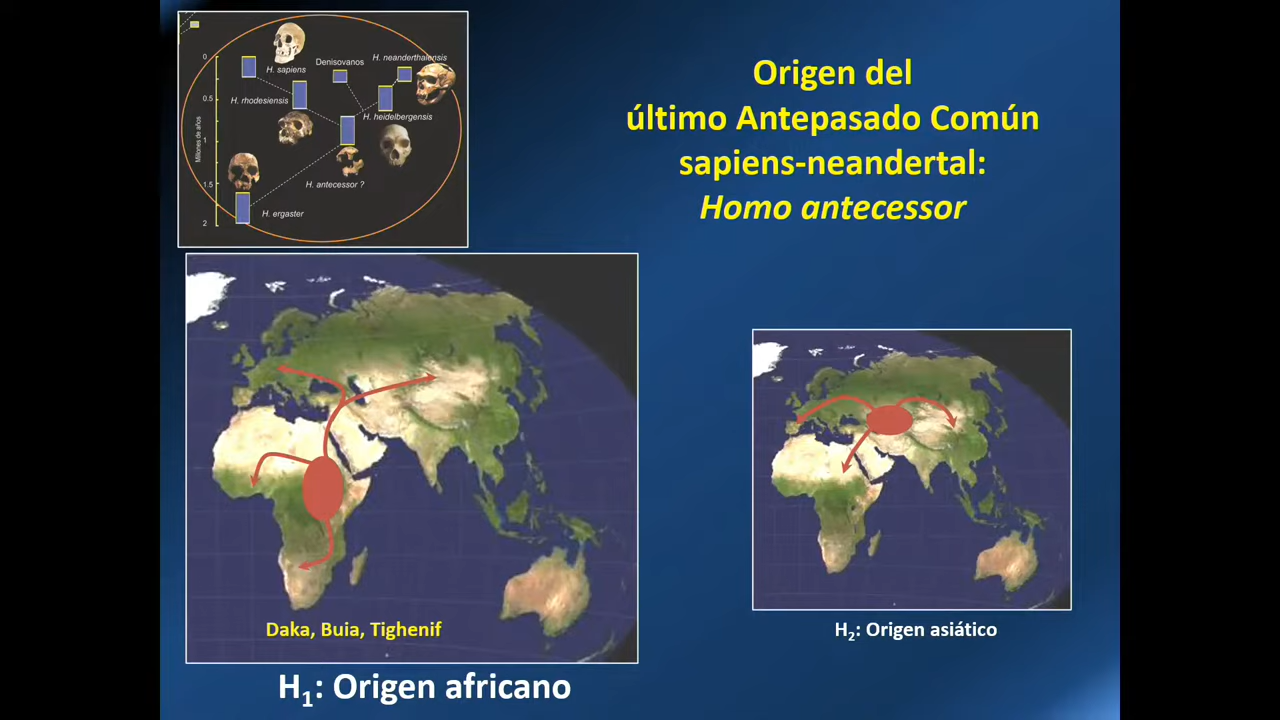 Origen del
último Antepasado Común
sapiens-neandertal:
Homo antecessor
0
0.5
1
1.5
2
Millones de años
H. sapiens
Denisovanos
H. neanderthalensis
H. rhodesiensis
H. heidelbergensis
H. antecessor ?
H. ergaster
Daka, Buia, Tighenif
H₁: Origen africano
H₂: Origen asiático